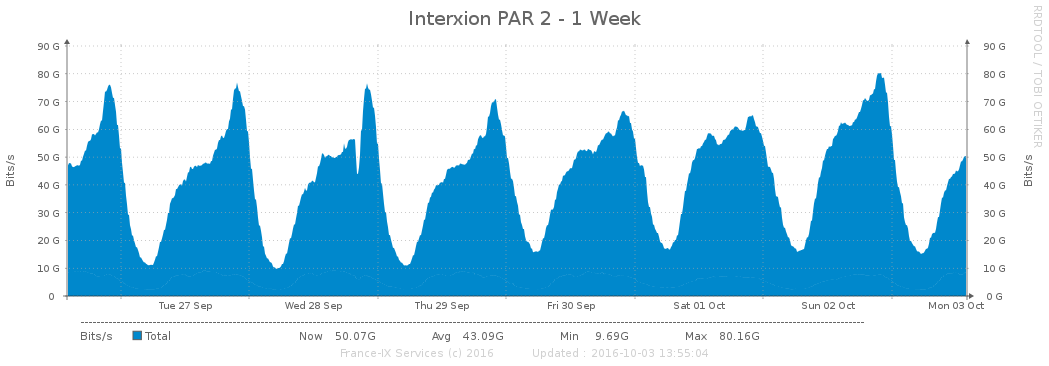 Interxion PAR 2 - 1 Week
RRDTOOL / TOBI OETIKER
90 G 90 G
80 G 80 G
70 G 70 G
60 G 60 G
50 G 50 G
40 G 40 G
30 G 30 G
20 G 20 G
10 G 10 G
0 0 G
Bits/s
Bits/s
Tue 27 Sep Wed 28 Sep Thu 29 Sep Fri 30 Sep Sat 01 Oct Sun 02 Oct Mon 03 Oct
Bits/s Total Now 50.07G Avg 43.09G Min 9.69G Max 80.16G
France-IX Services (c) 2016 Updated : 2016-10-03 13:55:04